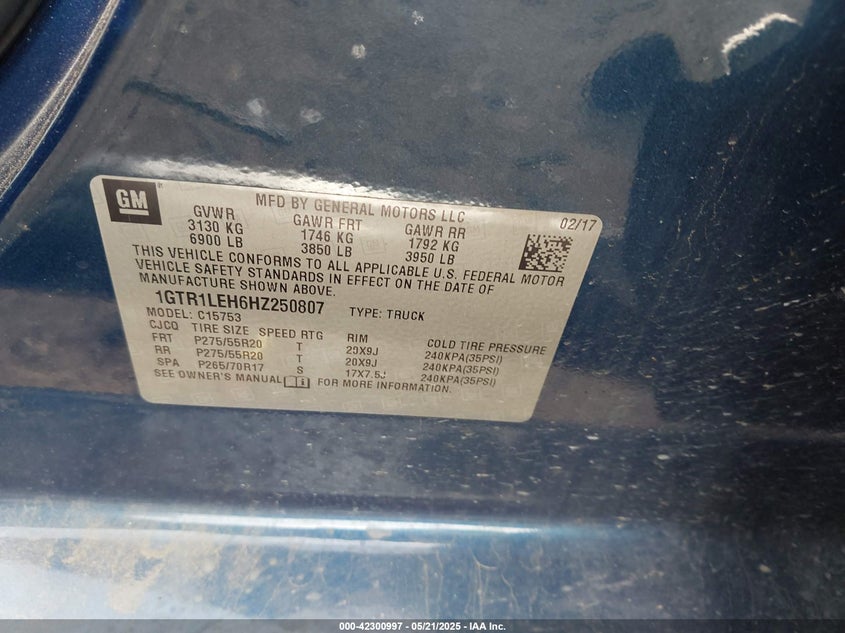 GM
MFD BY GENERAL MOTORS LLC
02/17
GVWR GAWR FRT GAWR RR
3130 KG 1746 KG 1792 KG
6900 LB 3850 LB 3950 LB
THIS VEHICLE CONFORMS TO ALL APPLICABLE U.S. FEDERAL MOTOR
VEHICLE SAFETY STANDARDS IN EFFECT ON THE DATE OF
MANUFACTURE SHOWN ABOVE.
1GTR1LEH6HZ250807 TYPE: TRUCK
MODEL: C15753
CJCQ TIRE SIZE SPEED RTG RIM COLD TIRE PRESSURE
FRT P275/55R20 T 20X9J 240KPA(35PSI)
RR P275/55R20 T 20X9J 240KPA(35PSI)
SPA P265/70R17 S 17X7.5J 240KPA(35PSI)
SEE OWNER'S MANUAL FOR MORE INFORMATION.
000-42300997 - 05/21/2025 - IAA Inc.